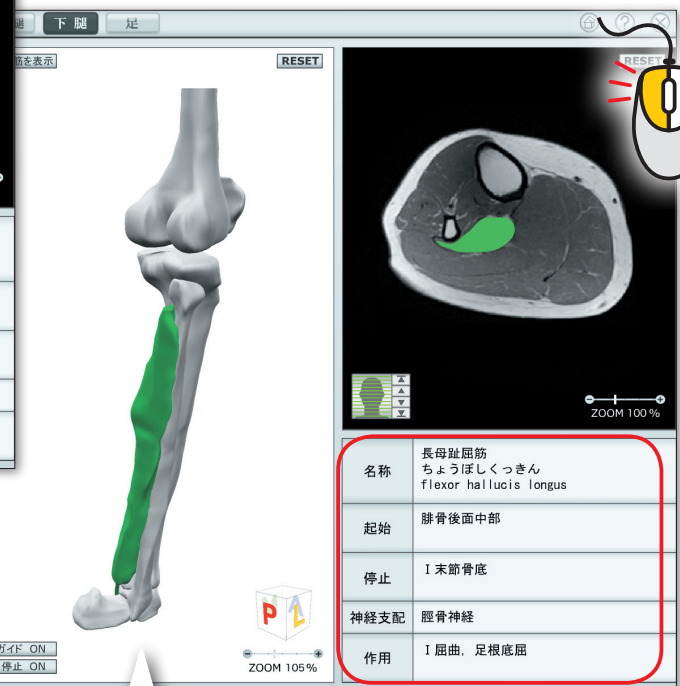 下腿
足
筋を表示
RESET
RESET
ZOOM 100%
P
L
ZOOM 105%
ガイド ON
停止 ON
名称
長母趾屈筋
ちょうぼしくっきん
flexor hallucis longus
起始
腓骨後面中部
停止
I末節骨底
神経支配
脛骨神経
作用
I屈曲，足根底屈